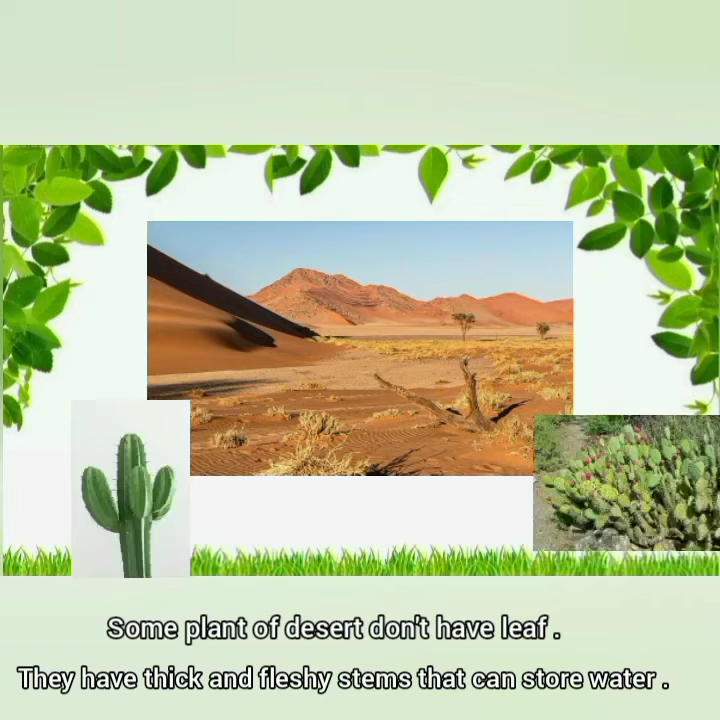 Some plant of desert don't have leaf .
They have thick and fleshy stems that can store water .